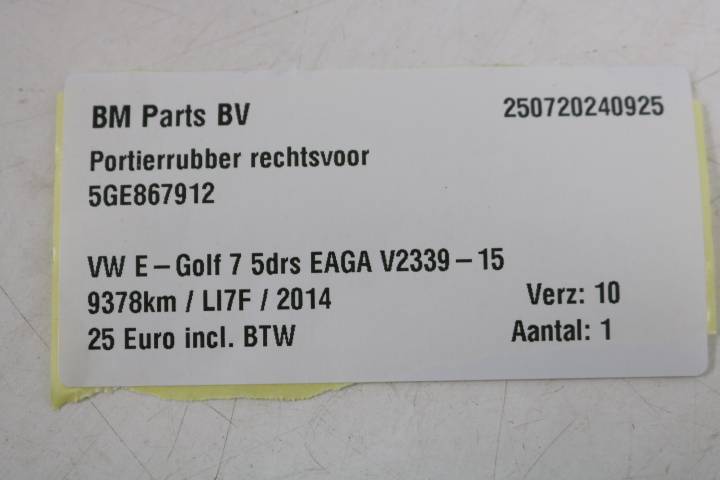 BM Parts BV 250720240925
Portierrubber rechtsvoor
5GE867912
VW E-Golf 7 5drs EAGA V2339-15
9378km / LI7F / 2014 Verz: 10
25 Euro incl. BTW Aantal: 1